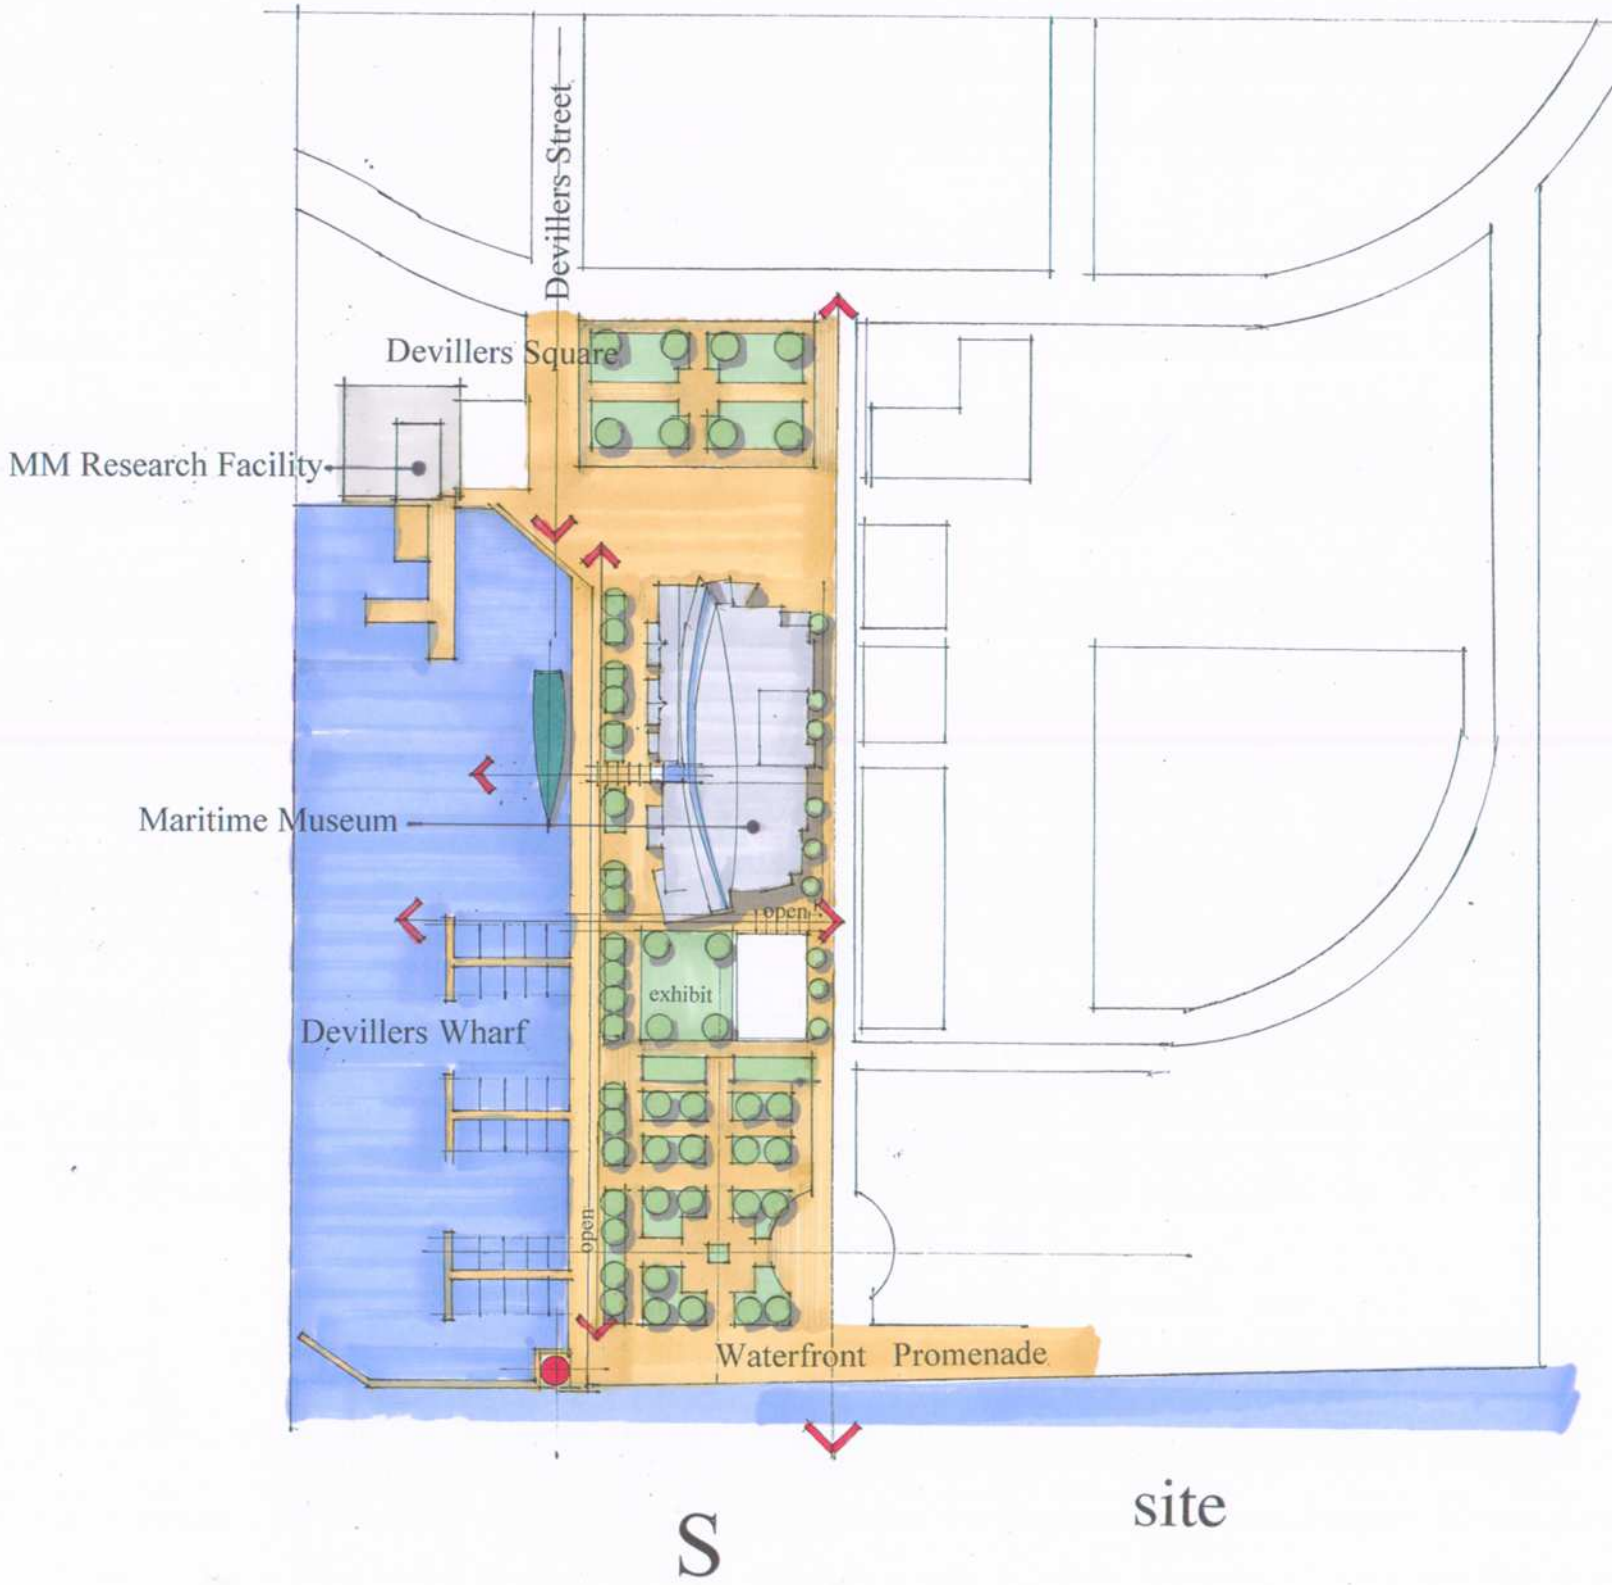 Devillers Street
Devillers Square
MM Research Facility
Maritime Museum
open
exhibit
Devillers Wharf
open
Waterfront Promenade
site
S